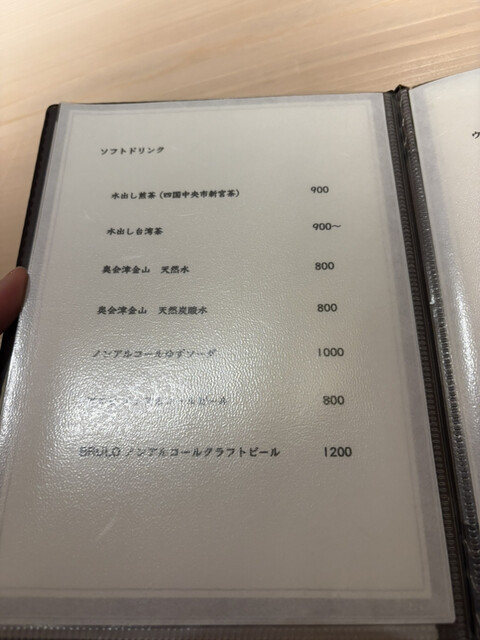 ソフトドリンク
水出し煎茶(四国中央市新宮茶) 900
水出し台湾茶 900〜
奥会津金山 天然水 800
奥会津金山 天然炭酸水 800
ノンアルコールゆずソーダ 1000
800
BRULO ノンアルコールクラフトビール 1200
ウ